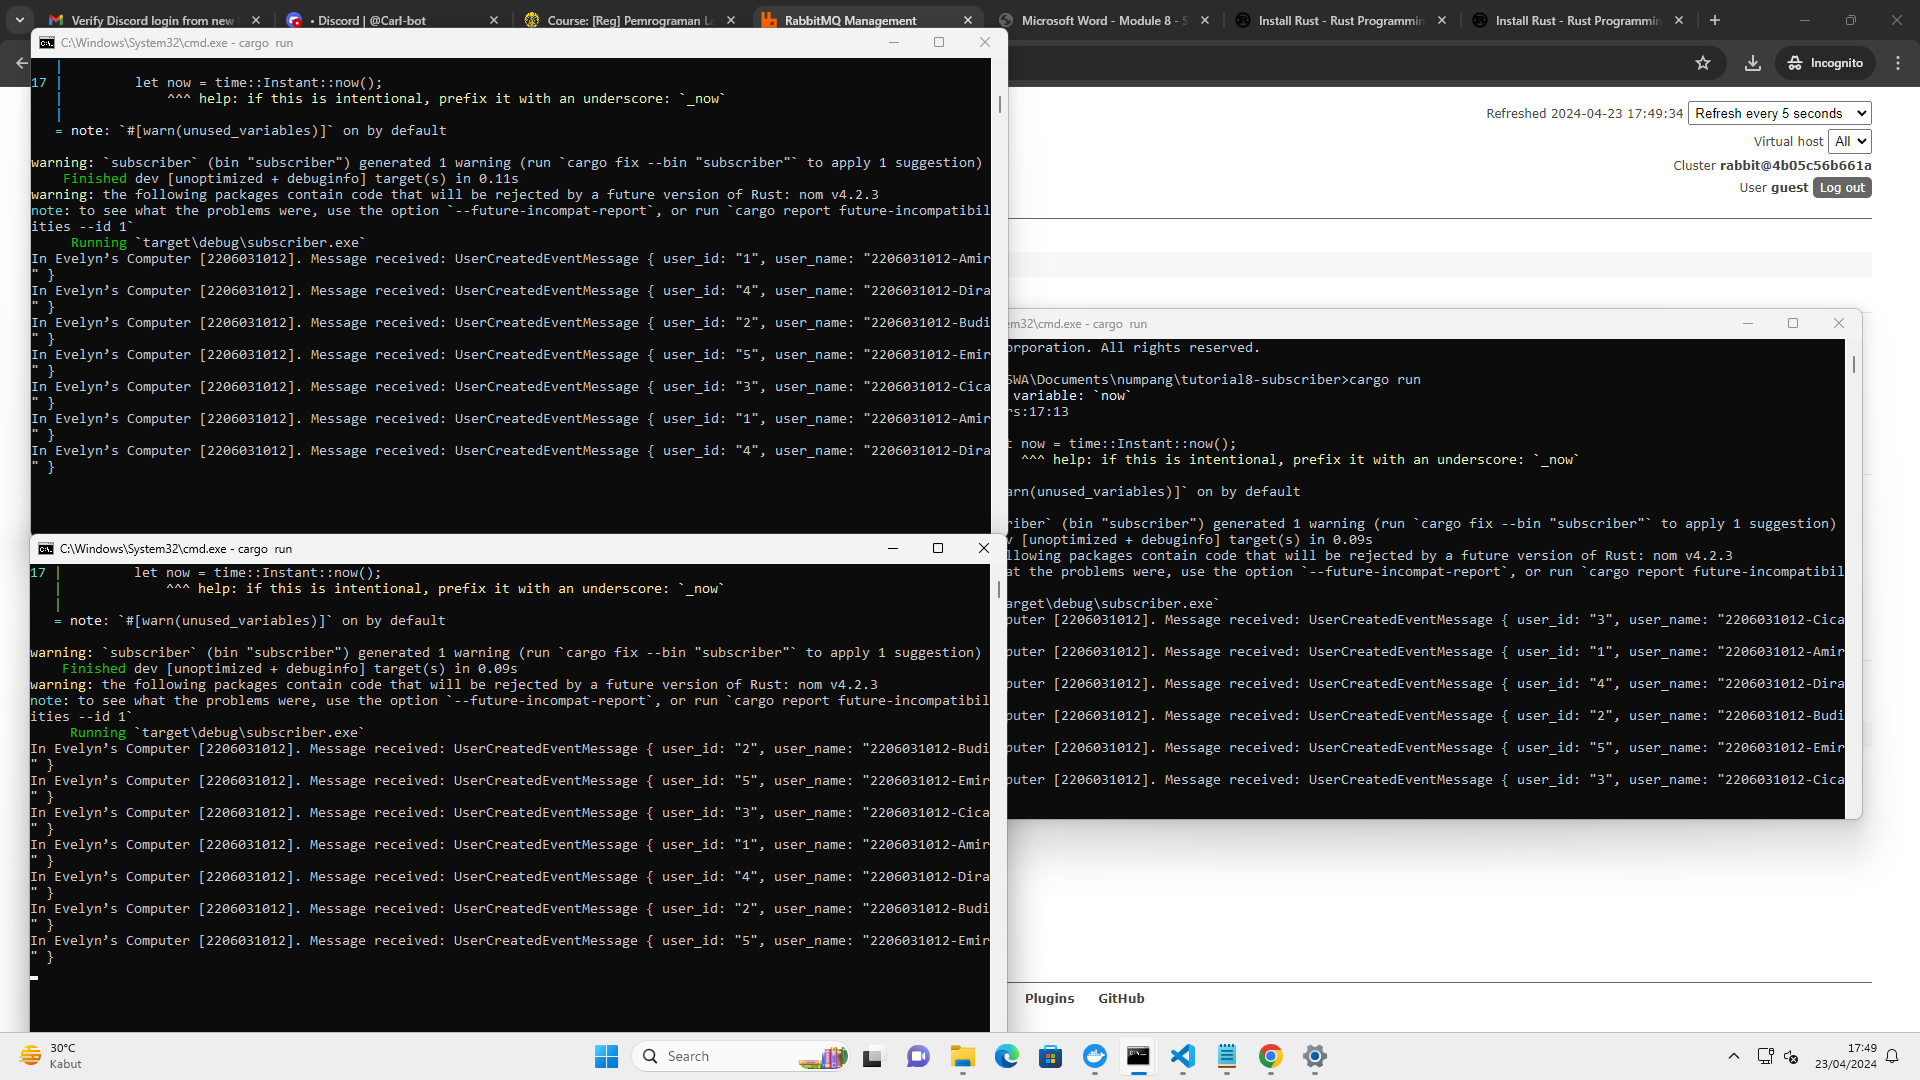 Verify Discord login from new
• Discord | @Carl-bot
Course: [Reg] Pemrograman L
RabbitMQ Management
Microsoft Word - Module 8 - S
Install Rust - Rust Programmin
Install Rust - Rust Programmin
Incognito
C:\Windows\System32\cmd.exe - cargo  run
17 |         let now = time::Instant::now();
^^^ help: if this is intentional, prefix it with an underscore: `_now`
= note: `#[warn(unused_variables)]` on by default
warning: `subscriber` (bin "subscriber") generated 1 warning (run `cargo fix --bin "subscriber"` to apply 1 suggestion)
Finished dev [unoptimized + debuginfo] target(s) in 0.11s
warning: the following packages contain code that will be rejected by a future version of Rust: nom v4.2.3
note: to see what the problems were, use the option `--future-incompat-report`, or run `cargo report future-incompatibil
ities --id 1`
Running `target\debug\subscriber.exe`
In Evelyn’s Computer [2206031012]. Message received: UserCreatedEventMessage { user_id: "1", user_name: "2206031012-Amir
" }
In Evelyn’s Computer [2206031012]. Message received: UserCreatedEventMessage { user_id: "4", user_name: "2206031012-Dira
" }
In Evelyn’s Computer [2206031012]. Message received: UserCreatedEventMessage { user_id: "2", user_name: "2206031012-Budi
" }
In Evelyn’s Computer [2206031012]. Message received: UserCreatedEventMessage { user_id: "5", user_name: "2206031012-Emir
" }
In Evelyn’s Computer [2206031012]. Message received: UserCreatedEventMessage { user_id: "3", user_name: "2206031012-Cica
" }
In Evelyn’s Computer [2206031012]. Message received: UserCreatedEventMessage { user_id: "1", user_name: "2206031012-Amir
" }
In Evelyn’s Computer [2206031012]. Message received: UserCreatedEventMessage { user_id: "4", user_name: "2206031012-Dira
" }
Refreshed 2024-04-23 17:49:34 Refresh every 5 seconds
Virtual host All
Cluster rabbit@4b05c56b661a
User guest Log out
em32\cmd.exe - cargo  run
orporation. All rights reserved.
SWA\Documents\numpang\tutorial8-subscriber>cargo run
variable: `now`
rs:17:13
t now = time::Instant::now();
^^^ help: if this is intentional, prefix it with an underscore: `_now`
arn(unused_variables)]` on by default
riber` (bin "subscriber") generated 1 warning (run `cargo fix --bin "subscriber"` to apply 1 suggestion)
v [unoptimized + debuginfo] target(s) in 0.09s
llowing packages contain code that will be rejected by a future version of Rust: nom v4.2.3
at the problems were, use the option `--future-incompat-report`, or run `cargo report future-incompatibil
arget\debug\subscriber.exe`
puter [2206031012]. Message received: UserCreatedEventMessage { user_id: "3", user_name: "2206031012-Cica
puter [2206031012]. Message received: UserCreatedEventMessage { user_id: "1", user_name: "2206031012-Amir
puter [2206031012]. Message received: UserCreatedEventMessage { user_id: "4", user_name: "2206031012-Dira
puter [2206031012]. Message received: UserCreatedEventMessage { user_id: "2", user_name: "2206031012-Budi
puter [2206031012]. Message received: UserCreatedEventMessage { user_id: "5", user_name: "2206031012-Emir
puter [2206031012]. Message received: UserCreatedEventMessage { user_id: "3", user_name: "2206031012-Cica
C:\Windows\System32\cmd.exe - cargo  run
17 |         let now = time::Instant::now();
^^^ help: if this is intentional, prefix it with an underscore: `_now`
= note: `#[warn(unused_variables)]` on by default
warning: `subscriber` (bin "subscriber") generated 1 warning (run `cargo fix --bin "subscriber"` to apply 1 suggestion)
Finished dev [unoptimized + debuginfo] target(s) in 0.09s
warning: the following packages contain code that will be rejected by a future version of Rust: nom v4.2.3
note: to see what the problems were, use the option `--future-incompat-report`, or run `cargo report future-incompatibil
ities --id 1`
Running `target\debug\subscriber.exe`
In Evelyn’s Computer [2206031012]. Message received: UserCreatedEventMessage { user_id: "2", user_name: "2206031012-Budi
" }
In Evelyn’s Computer [2206031012]. Message received: UserCreatedEventMessage { user_id: "5", user_name: "2206031012-Emir
" }
In Evelyn’s Computer [2206031012]. Message received: UserCreatedEventMessage { user_id: "3", user_name: "2206031012-Cica
" }
In Evelyn’s Computer [2206031012]. Message received: UserCreatedEventMessage { user_id: "1", user_name: "2206031012-Amir
" }
In Evelyn’s Computer [2206031012]. Message received: UserCreatedEventMessage { user_id: "4", user_name: "2206031012-Dira
" }
In Evelyn’s Computer [2206031012]. Message received: UserCreatedEventMessage { user_id: "2", user_name: "2206031012-Budi
" }
In Evelyn’s Computer [2206031012]. Message received: UserCreatedEventMessage { user_id: "5", user_name: "2206031012-Emir
" }
Plugins GitHub
30°C
Kabut
Search
17:49
23/04/2024